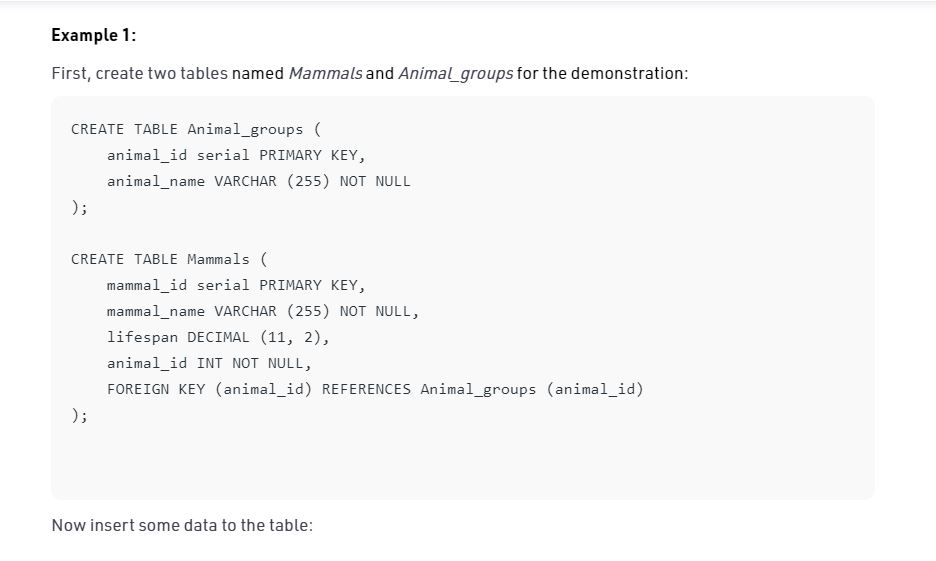 Example 1:
First, create two tables named Mammals and Animal_groups for the demonstration:
CREATE TABLE Animal_groups (
    animal_id serial PRIMARY KEY,
    animal_name VARCHAR (255) NOT NULL
);
CREATE TABLE Mammals (
    mammal_id serial PRIMARY KEY,
    mammal_name VARCHAR (255) NOT NULL,
    lifespan DECIMAL (11, 2),
    animal_id INT NOT NULL,
    FOREIGN KEY (animal_id) REFERENCES Animal_groups (animal_id)
);
Now insert some data to the table: